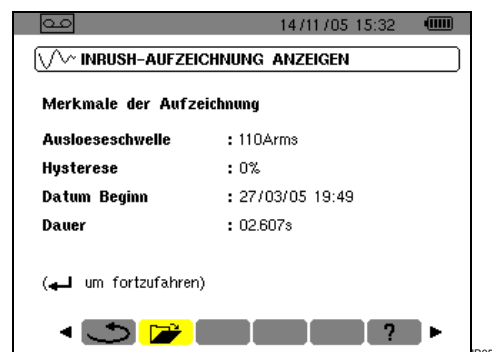 14/11/05 15:32
INRUSH-AUFZEICHNUNG ANZEIGEN
Merkmale der Aufzeichnung
Ausloeseschwelle : 110Arms
Hysterese : 0%
Datum Beginn : 27/03/05 19:49
Dauer : 02.607s
(↵ um fortzufahren)
?